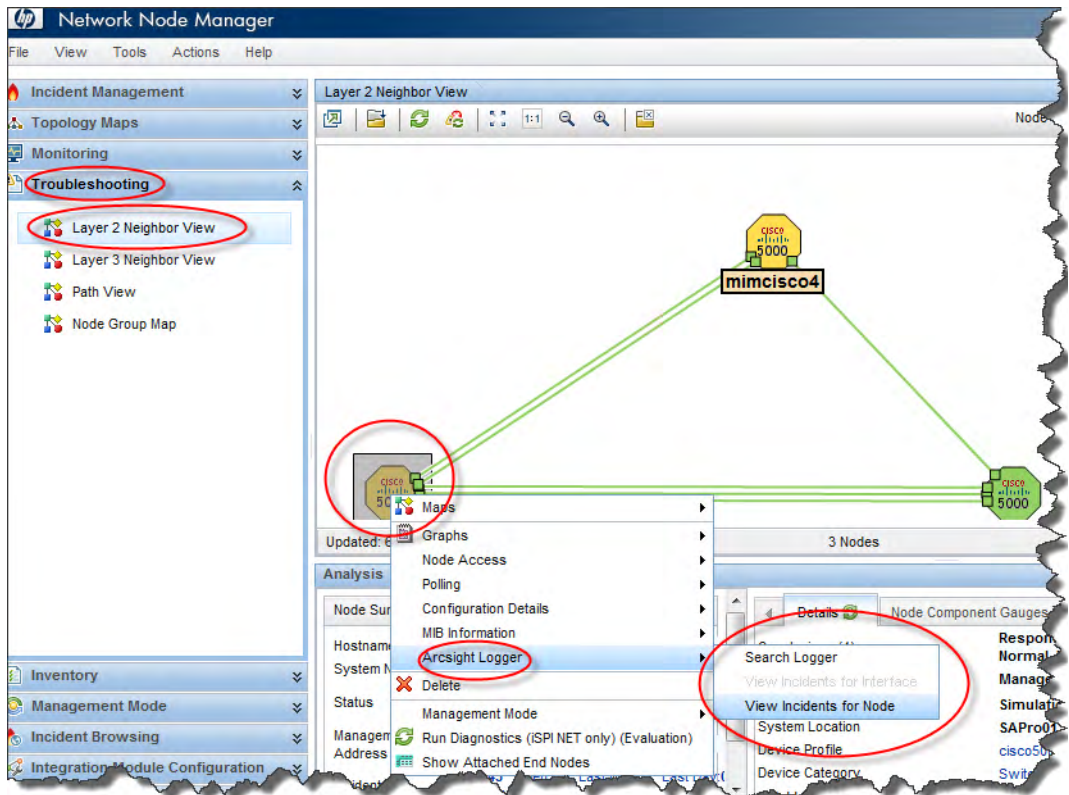 hp Network Node Manager
File View Tools Actions Help
Incident Management
Topology Maps
Monitoring
Troubleshooting
Layer 2 Neighbor View
Layer 3 Neighbor View
Path View
Node Group Map
Inventory
Management Mode
Incident Browsing
Integration Module Configuration
Layer 2 Neighbor View
1:1 Node
cisco
5000
mimcisco4
cisco
cisco
5000
3 Nodes
Analysis
Maps
Graphs
Node Access
Polling
Configuration Details
MIB Information
Arcsight Logger
Delete
Management Mode
Run Diagnostics (iSPI NET only) (Evaluation)
Show Attached End Nodes
Status
Address
Details Node Component Gauges
Search Logger
View Incidents for Interface
View Incidents for Node
Normal
System Location
Device Profile
Device Category